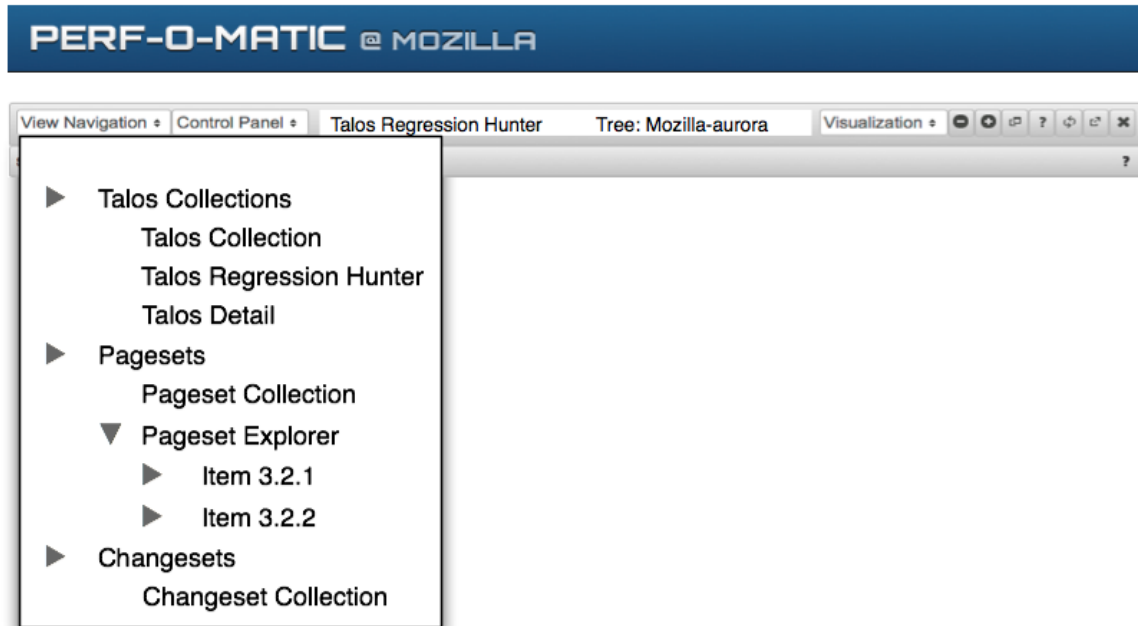 PERF-O-MATIC @ MOZILLA
View Navigation Control Panel Talos Regression Hunter Tree: Mozilla-aurora Visualization ?
?
Talos Collections
Talos Collection
Talos Regression Hunter
Talos Detail
Pagesets
Pageset Collection
Pageset Explorer
Item 3.2.1
Item 3.2.2
Changesets
Changeset Collection